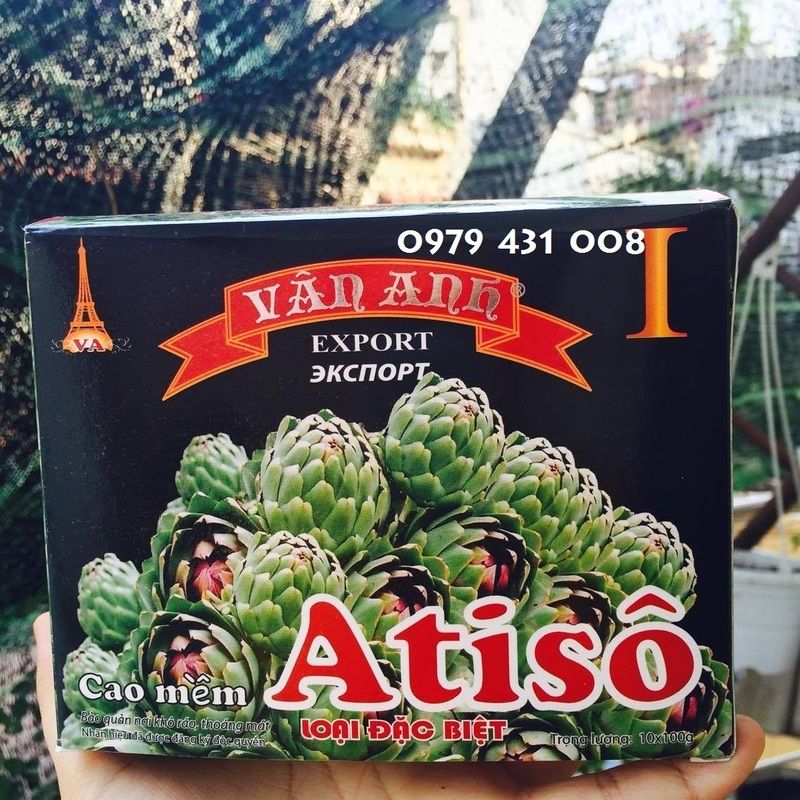 0979 431 008
I
VÂN ANH®
VA
EXPORT
ЭКСПОРТ
Cao mềm
Atisô
Bảo quản nơi khô ráo, thoáng mát
Nhãn hiệu đã được đăng ký độc quyền
LOẠI ĐẶC BIỆT
Trọng lượng: 10x100g